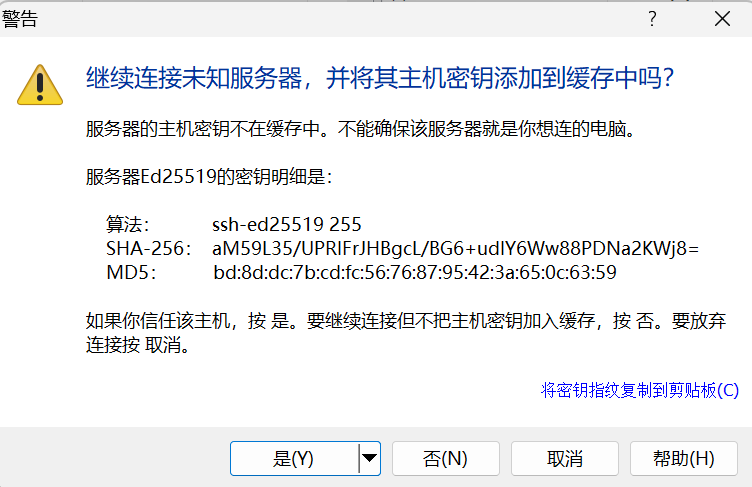 警告
继续连接未知服务器，并将其主机密钥添加到缓存中吗？
服务器的主机密钥不在缓存中。不能确保该服务器就是你想连的电脑。
服务器Ed25519的密钥明细是：
算法： ssh-ed25519 255
SHA-256： aM59L35/UPRlFrJHBgcL/BG6+udlY6Ww88PDNa2KWj8=
MD5： bd:8d:dc:7b:cd:fc:56:76:87:95:42:3a:65:0c:63:59
如果你信任该主机，按 是。要继续连接但不把主机密钥加入缓存，按 否。要放弃
连接按 取消。
将密钥指纹复制到剪贴板(C)
是(Y) 否(N) 取消 帮助(H)